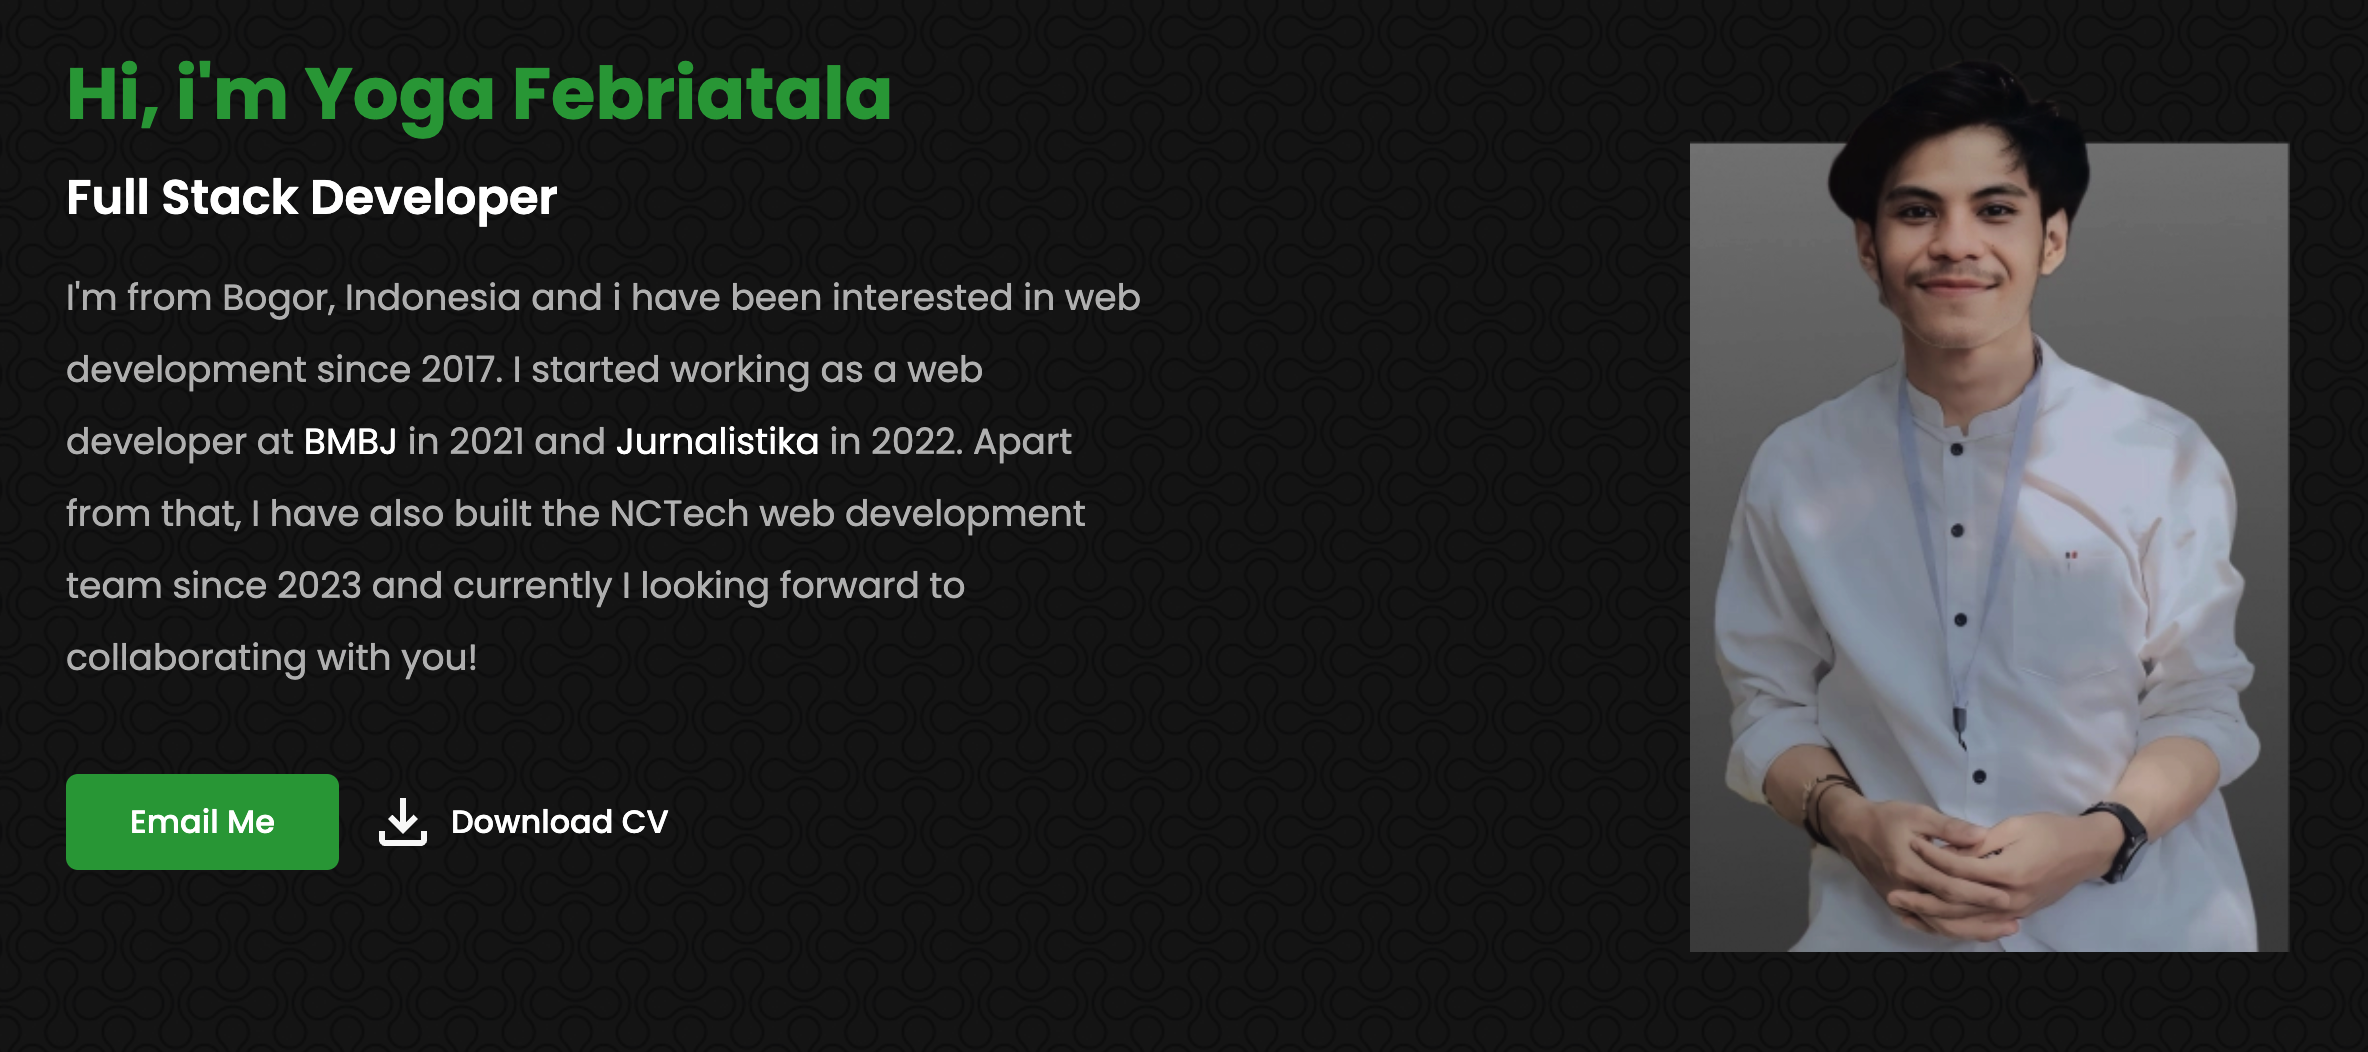 Hi, i'm Yoga Febriatala
Full Stack Developer
I'm from Bogor, Indonesia and i have been interested in web
development since 2017. I started working as a web
developer at BMBJ in 2021 and Jurnalistika in 2022. Apart
from that, I have also built the NCTech web development
team since 2023 and currently I looking forward to
collaborating with you!
Email Me
Download CV